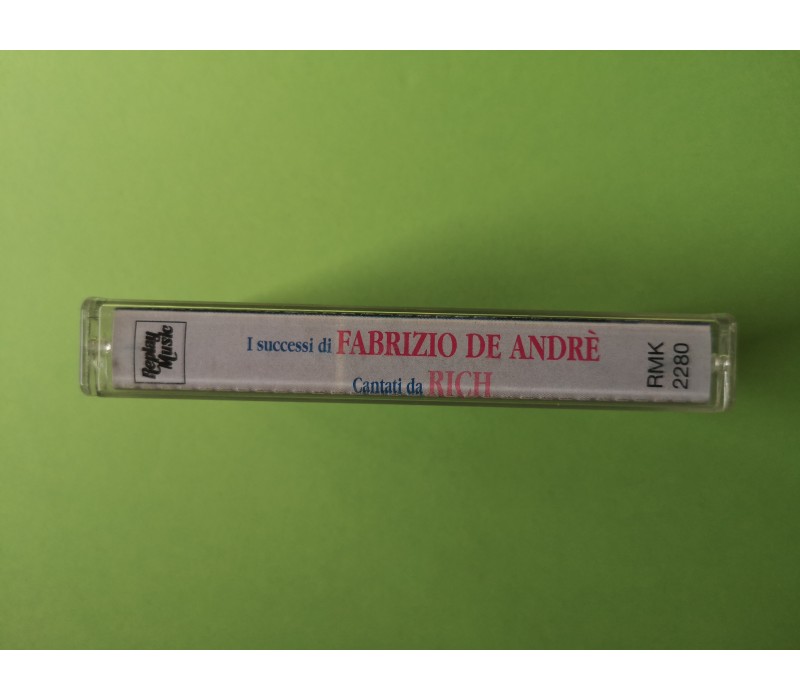 Replay
Music
I successi di FABRIZIO DE ANDRÈ
Cantati da RICH
RMK
2280